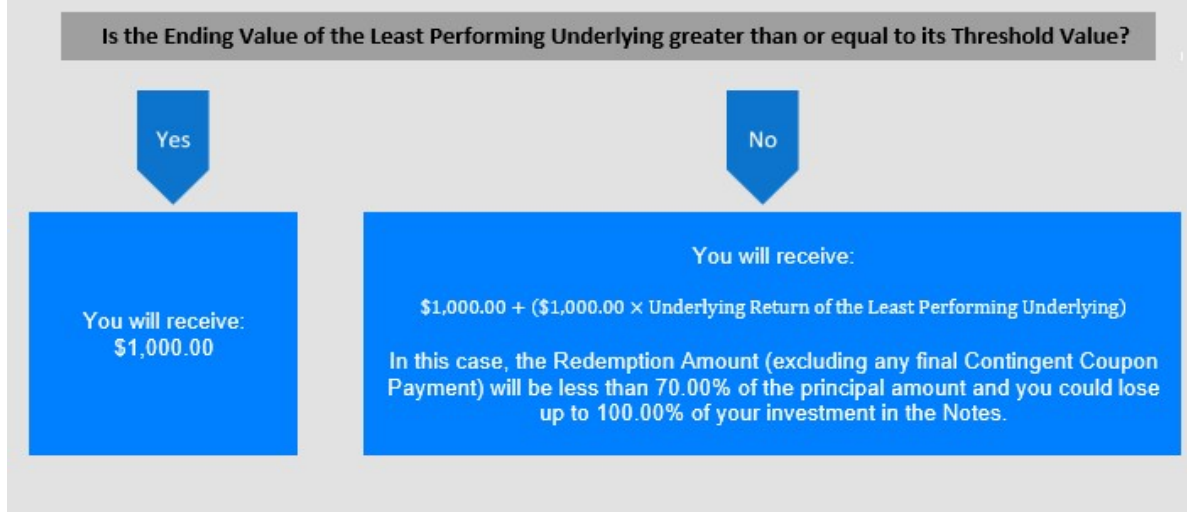 Is the Ending Value of the Least Performing Underlying greater than or equal to its Threshold Value?
Yes
No
You will receive:
$1,000.00
You will receive:
$1,000.00 + ($1,000.00 × Underlying Return of the Least Performing Underlying)
In this case, the Redemption Amount (excluding any final Contingent Coupon
Payment) will be less than 70.00% of the principal amount and you could lose
up to 100.00% of your investment in the Notes.